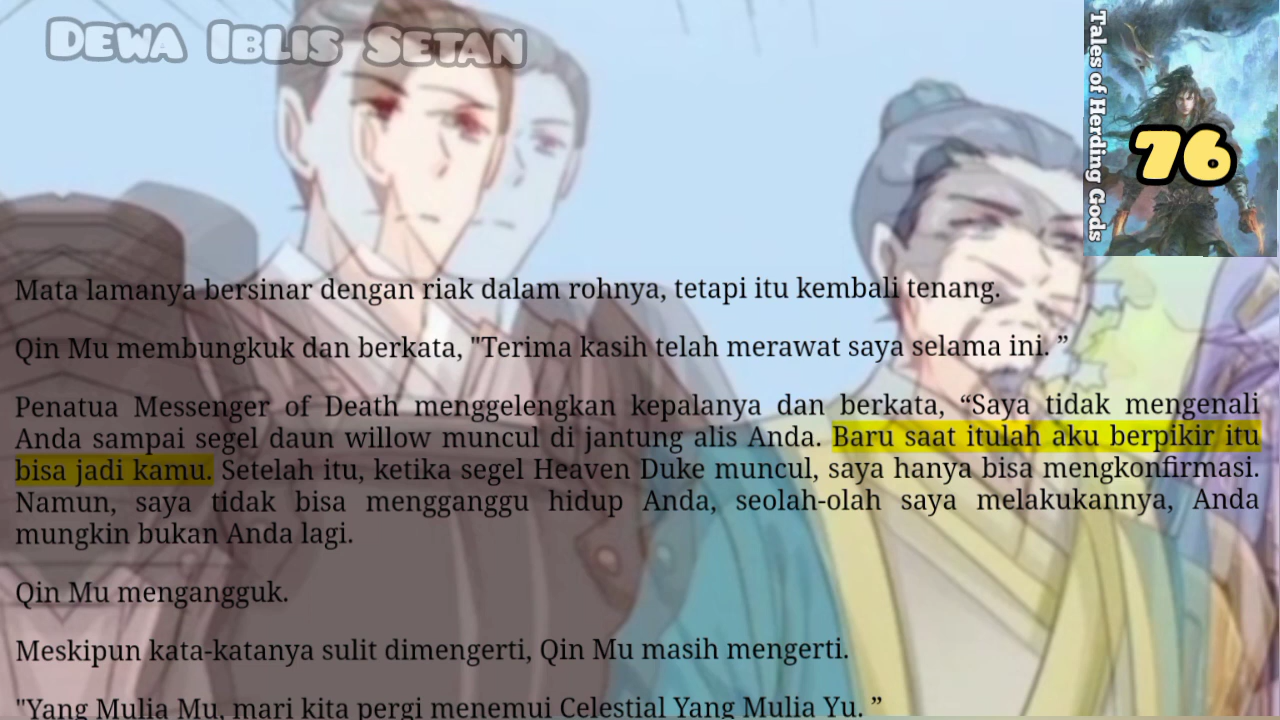 Dewa Iblis Setan
Tales of Herding Gods
76
Mata lamanya bersinar dengan riak dalam rohnya, tetapi itu kembali tenang.
Qin Mu membungkuk dan berkata, "Terima kasih telah merawat saya selama ini. ”
Penatua Messenger of Death menggelengkan kepalanya dan berkata, “Saya tidak mengenali
Anda sampai segel daun willow muncul di jantung alis Anda. Baru saat itulah aku berpikir itu
bisa jadi kamu. Setelah itu, ketika segel Heaven Duke muncul, saya hanya bisa mengkonfirmasi.
Namun, saya tidak bisa mengganggu hidup Anda, seolah-olah saya melakukannya, Anda
mungkin bukan Anda lagi.
Qin Mu mengangguk.
Meskipun kata-katanya sulit dimengerti, Qin Mu masih mengerti.
"Yang Mulia Mu, mari kita pergi menemui Celestial Yang Mulia Yu. ”